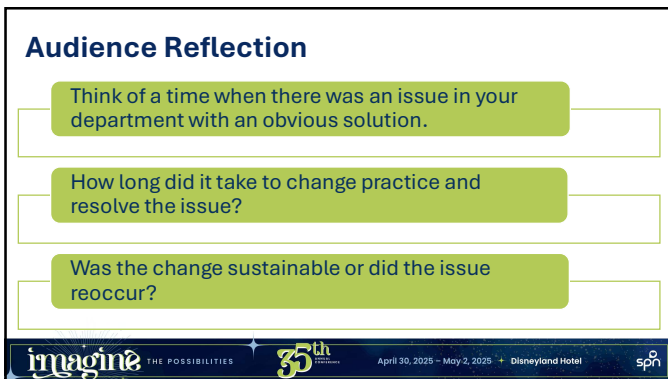 Audience Reflection
Think of a time when there was an issue in your
department with an obvious solution.
How long did it take to change practice and
resolve the issue?
Was the change sustainable or did the issue
reoccur?
imagine THE POSSIBILITIES 35th ANNUAL CONFERENCE April 30, 2025 – May 2, 2025 + Disneyland Hotel spn